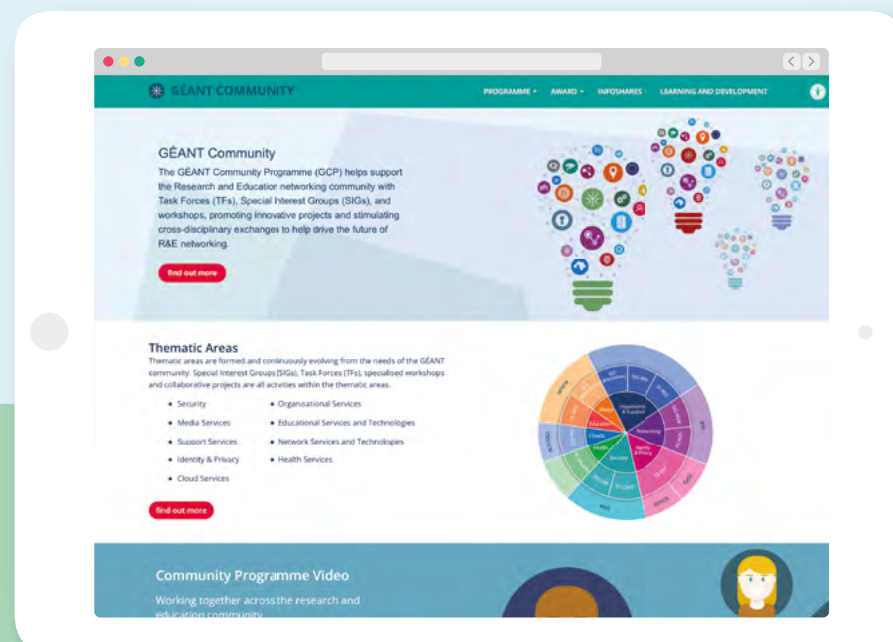 GÉANT COMMUNITY
PROGRAMME
AWARD
INFOSHARES
LEARNING AND DEVELOPMENT
GÉANT Community
The GÉANT Community Programme (GCP) helps support
the Research and Education networking community with
Task Forces (TFs), Special Interest Groups (SIGs), and
workshops, promoting innovative projects and stimulating
cross-disciplinary exchanges to help drive the future of
R&E networking.
find out more
Thematic Areas
Thematic areas are formed and continuously evolving from the needs of the GÉANT
community. Special Interest Groups (SIGs), Task Forces (TFs), specialised workshops
and collaborative projects are all activities within the thematic areas.
• Security
• Media Services
• Support Services
• Identity & Privacy
• Cloud Services
• Organisational Services
• Educational Services and Technologies
• Network Services and Technologies
• Health Services
find out more
Media
Education
Clouds
Health
Security
Networking
Community Programme Video
Working together across the research and
education community